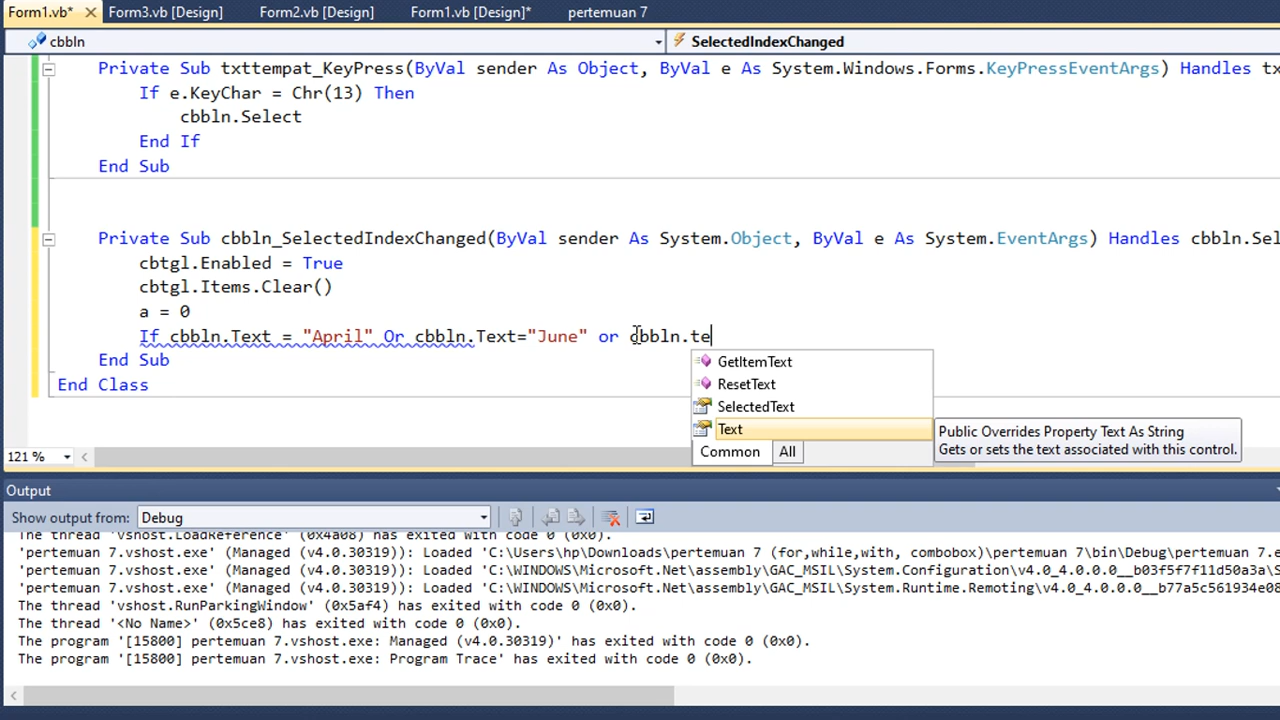 Form1.vb* Form3.vb [Design] Form2.vb [Design] Form1.vb [Design]* pertemuan 7
cbbln SelectedIndexChanged
Private Sub txttempat_KeyPress(ByVal sender As Object, ByVal e As System.Windows.Forms.KeyPressEventArgs) Handles tx
If e.KeyChar = Chr(13) Then
cbbln.Select
End If
End Sub
Private Sub cbbln_SelectedIndexChanged(ByVal sender As System.Object, ByVal e As System.EventArgs) Handles cbbln.Sel
cbtgl.Enabled = True
cbtgl.Items.Clear()
a = 0
If cbbln.Text = "April" Or cbbln.Text="June" or cbbln.te
End Sub
End Class
GetItemText
ResetText
SelectedText
Text
Common All
Public Overrides Property Text As String
Gets or sets the text associated with this control.
121 %
Output
Show output from: Debug
The thread 'vshost.LoadReference' (0x4a08) has exited with code 0 (0x0).
'pertemuan 7.vshost.exe' (Managed (v4.0.30319)): Loaded 'C:\Users\hp\Downloads\pertemuan 7 (for,while,with, combobox)\pertemuan 7\bin\Debug\pertemuan 7.e
'pertemuan 7.vshost.exe' (Managed (v4.0.30319)): Loaded 'C:\WINDOWS\Microsoft.Net\assembly\GAC_MSIL\System.Configuration\v4.0_4.0.0.0__b03f5f7f11d50a3a\S
'pertemuan 7.vshost.exe' (Managed (v4.0.30319)): Loaded 'C:\WINDOWS\Microsoft.Net\assembly\GAC_MSIL\System.Runtime.Remoting\v4.0_4.0.0.0__b77a5c561934e08
The thread 'vshost.RunParkingWindow' (0x5af4) has exited with code 0 (0x0).
The thread '<No Name>' (0x5ce8) has exited with code 0 (0x0).
The program '[15800] pertemuan 7.vshost.exe: Managed (v4.0.30319)' has exited with code 0 (0x0).
The program '[15800] pertemuan 7.vshost.exe: Program Trace' has exited with code 0 (0x0).